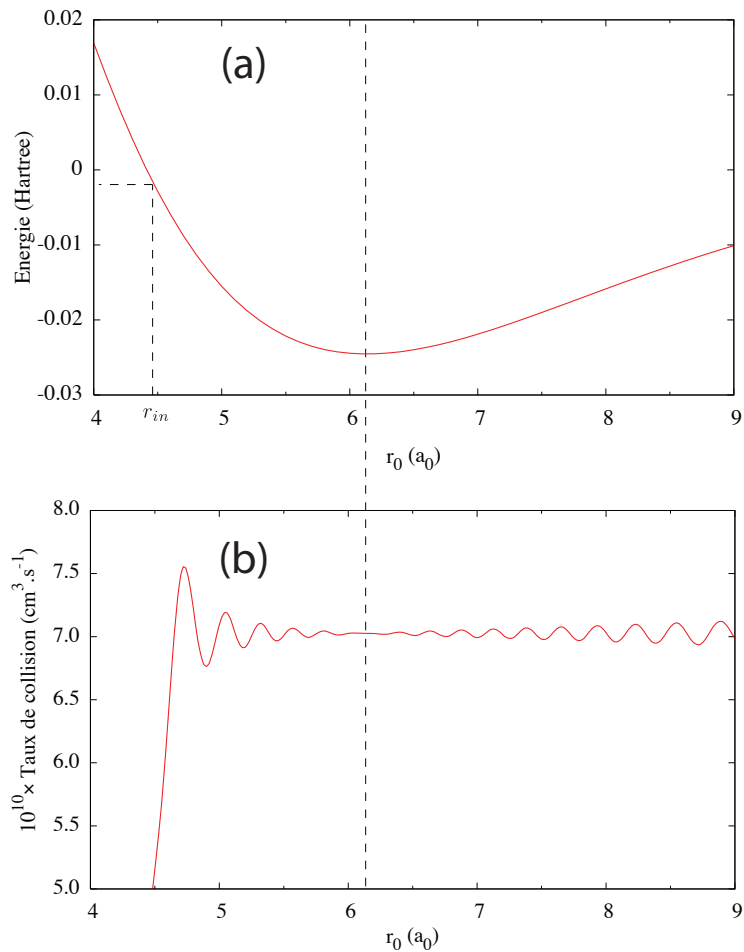 (a)
Energie (Hartree)
0.02
0.01
0
-0.01
-0.02
-0.03
4 5 6 7 8 9
r_in
r_0 (a_0)
(b)
10^10× Taux de collision (cm^3.s^-1)
8.0
7.5
7.0
6.5
6.0
5.5
5.0
4 5 6 7 8 9
r_0 (a_0)